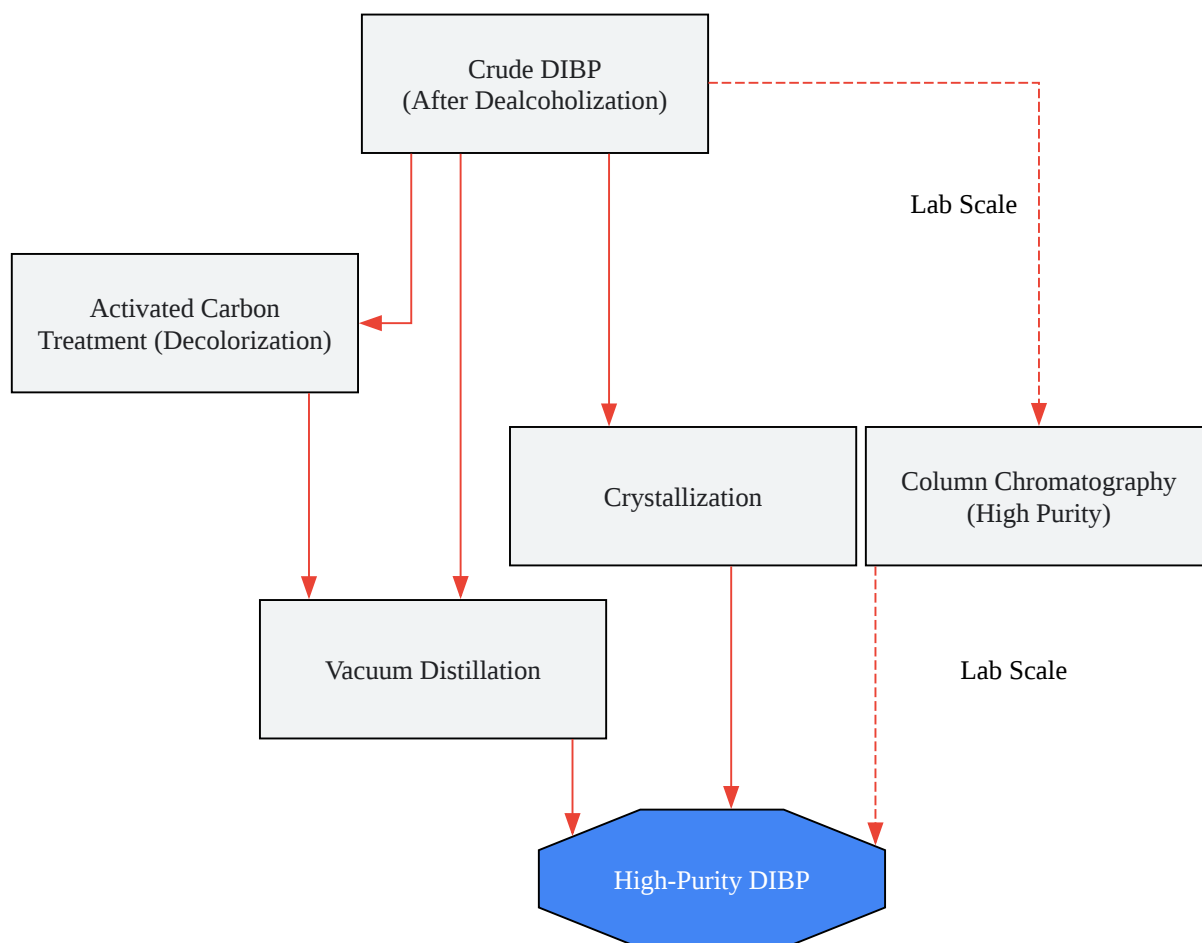 Crude DIBP
(After Dealcoholization)
Lab Scale
Activated Carbon
Treatment (Decolorization)
Crystallization
Column Chromatography
(High Purity)
Vacuum Distillation
Lab Scale
High-Purity DIBP